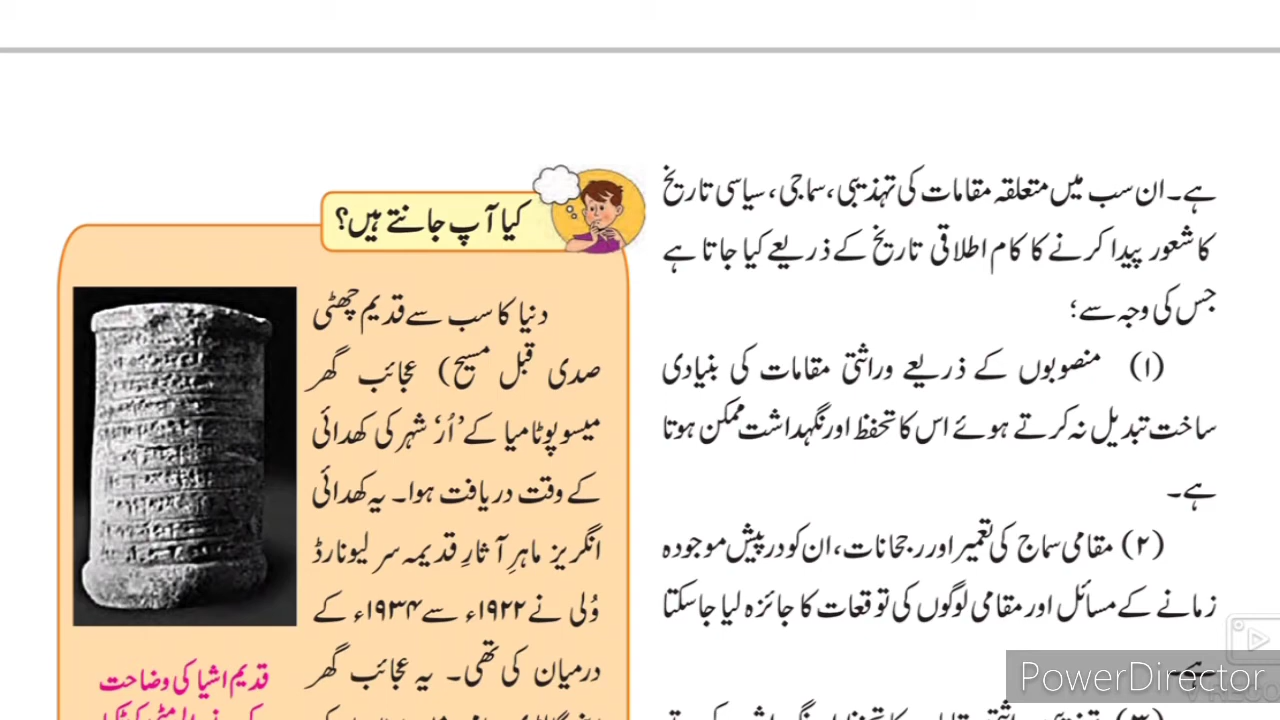 ہے۔ ان سب میں متعلقہ مقامات کی تہذیبی، سماجی، سیاسی تاریخ
کا شعور پیدا کرنے کا کام اطلاقی تاریخ کے ذریعے کیا جاتا ہے
جس کی وجہ سے؛
(۱) منصوبوں کے ذریعے وراثتی مقامات کی بنیادی
ساخت تبدیل نہ کرتے ہوئے اس کا تحفظ اور نگہداشت ممکن ہوتا
ہے۔
(۲) مقامی سماج کی تعمیر اور رجحانات، ان کو درپیش موجودہ
زمانے کے مسائل اور مقامی لوگوں کی توقعات کا جائزہ لیا جاسکتا
ہے۔
کیا آپ جانتے ہیں؟
دنیا کا سب سے قدیم چھٹی
صدی قبل مسیح) عجائب گھر
میسوپوٹامیا کے 'اُر' شہر کی کھدائی
کے وقت دریافت ہوا۔ یہ کھدائی
انگریز ماہرِ آثارِ قدیمہ سر لیونارڈ
وُلی نے ۱۹۲۲ء سے ۱۹۳۴ء کے
درمیان کی تھی۔ یہ عجائب گھر
قدیم اشیا کی وضاحت
PowerDirector